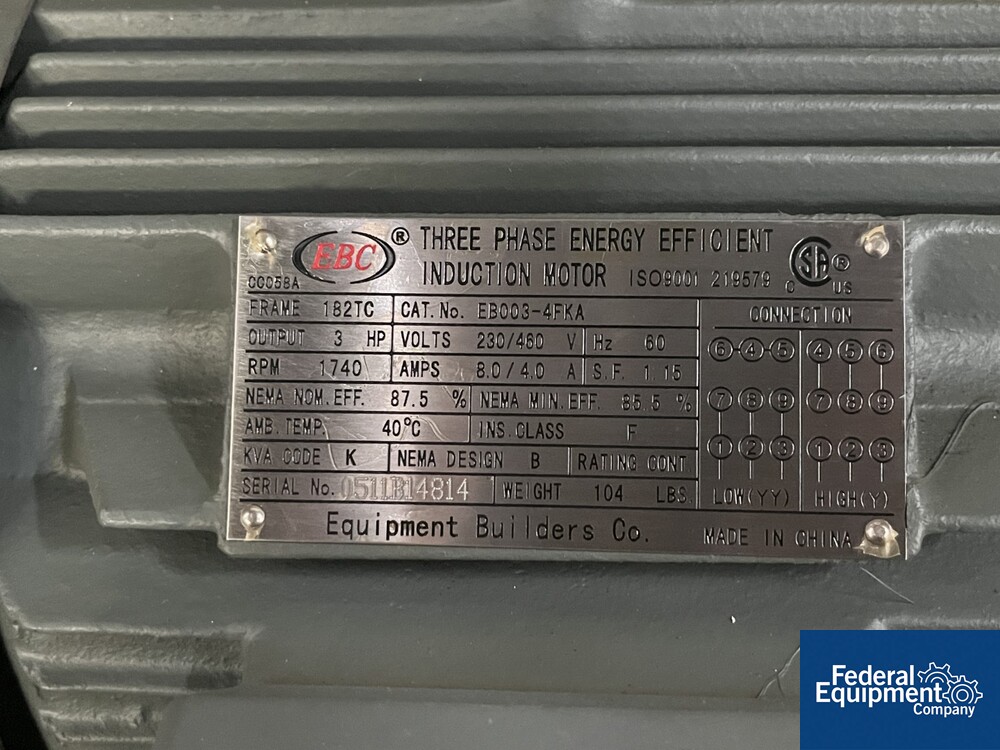 EBC® THREE PHASE ENERGY EFFICIENT
INDUCTION MOTOR ISO9001 219579
CC058A
C US
FRAME 182TC CAT.No. EB003-4FKA CONNECTION
OUTPUT 3 HP VOLTS 230/460 V Hz 60
RPM 1740 AMPS 8.0/4.0 A S.F. 1.15
NEMA NOM.EFF. 87.5 % NEMA MIN.EFF. 85.5 %
AMB.TEMP 40°C INS.CLASS F
KVA CODE K NEMA DESIGN B RATING CONT
SERIAL No. 0511B14814 WEIGHT 104 LBS.
6-4-5 4 5 6
7 8 9 7 8 9
1 2 3 1 2 3
LOW(YY) HIGH(Y)
Equipment Builders Co. MADE IN CHINA
Federal
Equipment
Company